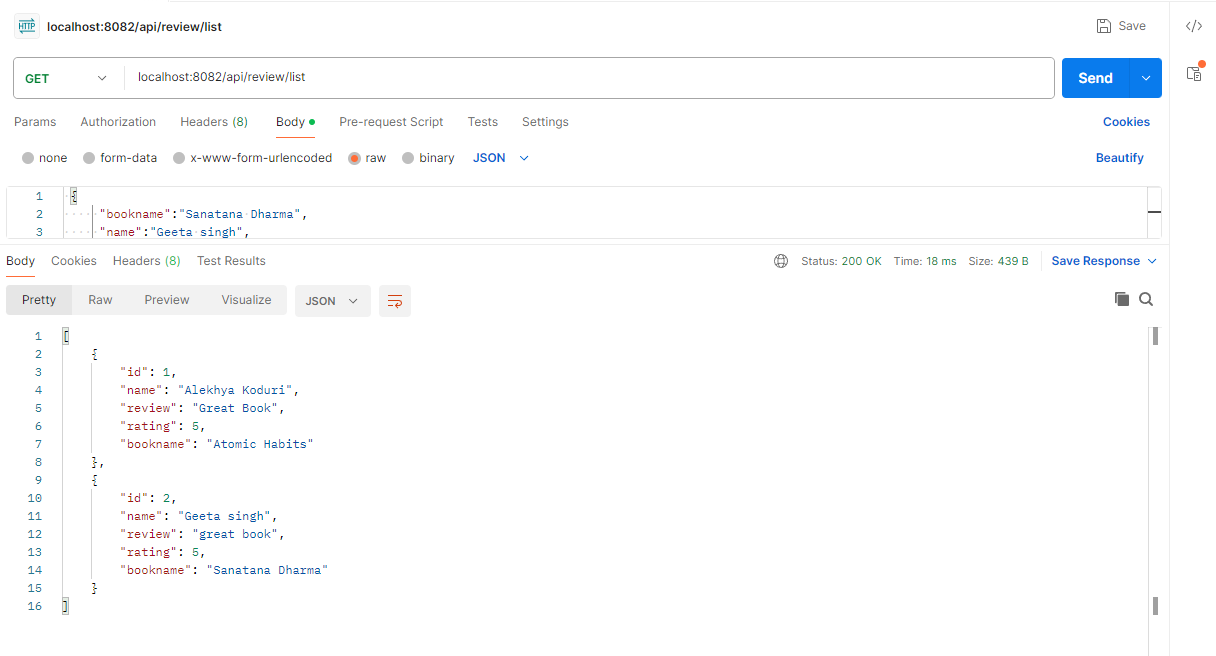 HTTP localhost:8082/api/review/list Save
GET localhost:8082/api/review/list Send
Params Authorization Headers (8) Body Pre-request Script Tests Settings Cookies
none form-data x-www-form-urlencoded raw binary JSON Beautify
1 {
2 "bookname":"Sanatana Dharma",
3 "name":"Geeta singh",
Body Cookies Headers (8) Test Results Status: 200 OK Time: 18 ms Size: 439 B Save Response
Pretty Raw Preview Visualize JSON
1 [
2 {
3 "id": 1,
4 "name": "Alekhya Koduri",
5 "review": "Great Book",
6 "rating": 5,
7 "bookname": "Atomic Habits"
8 },
9 {
10 "id": 2,
11 "name": "Geeta singh",
12 "review": "great book",
13 "rating": 5,
14 "bookname": "Sanatana Dharma"
15 }
16 ]